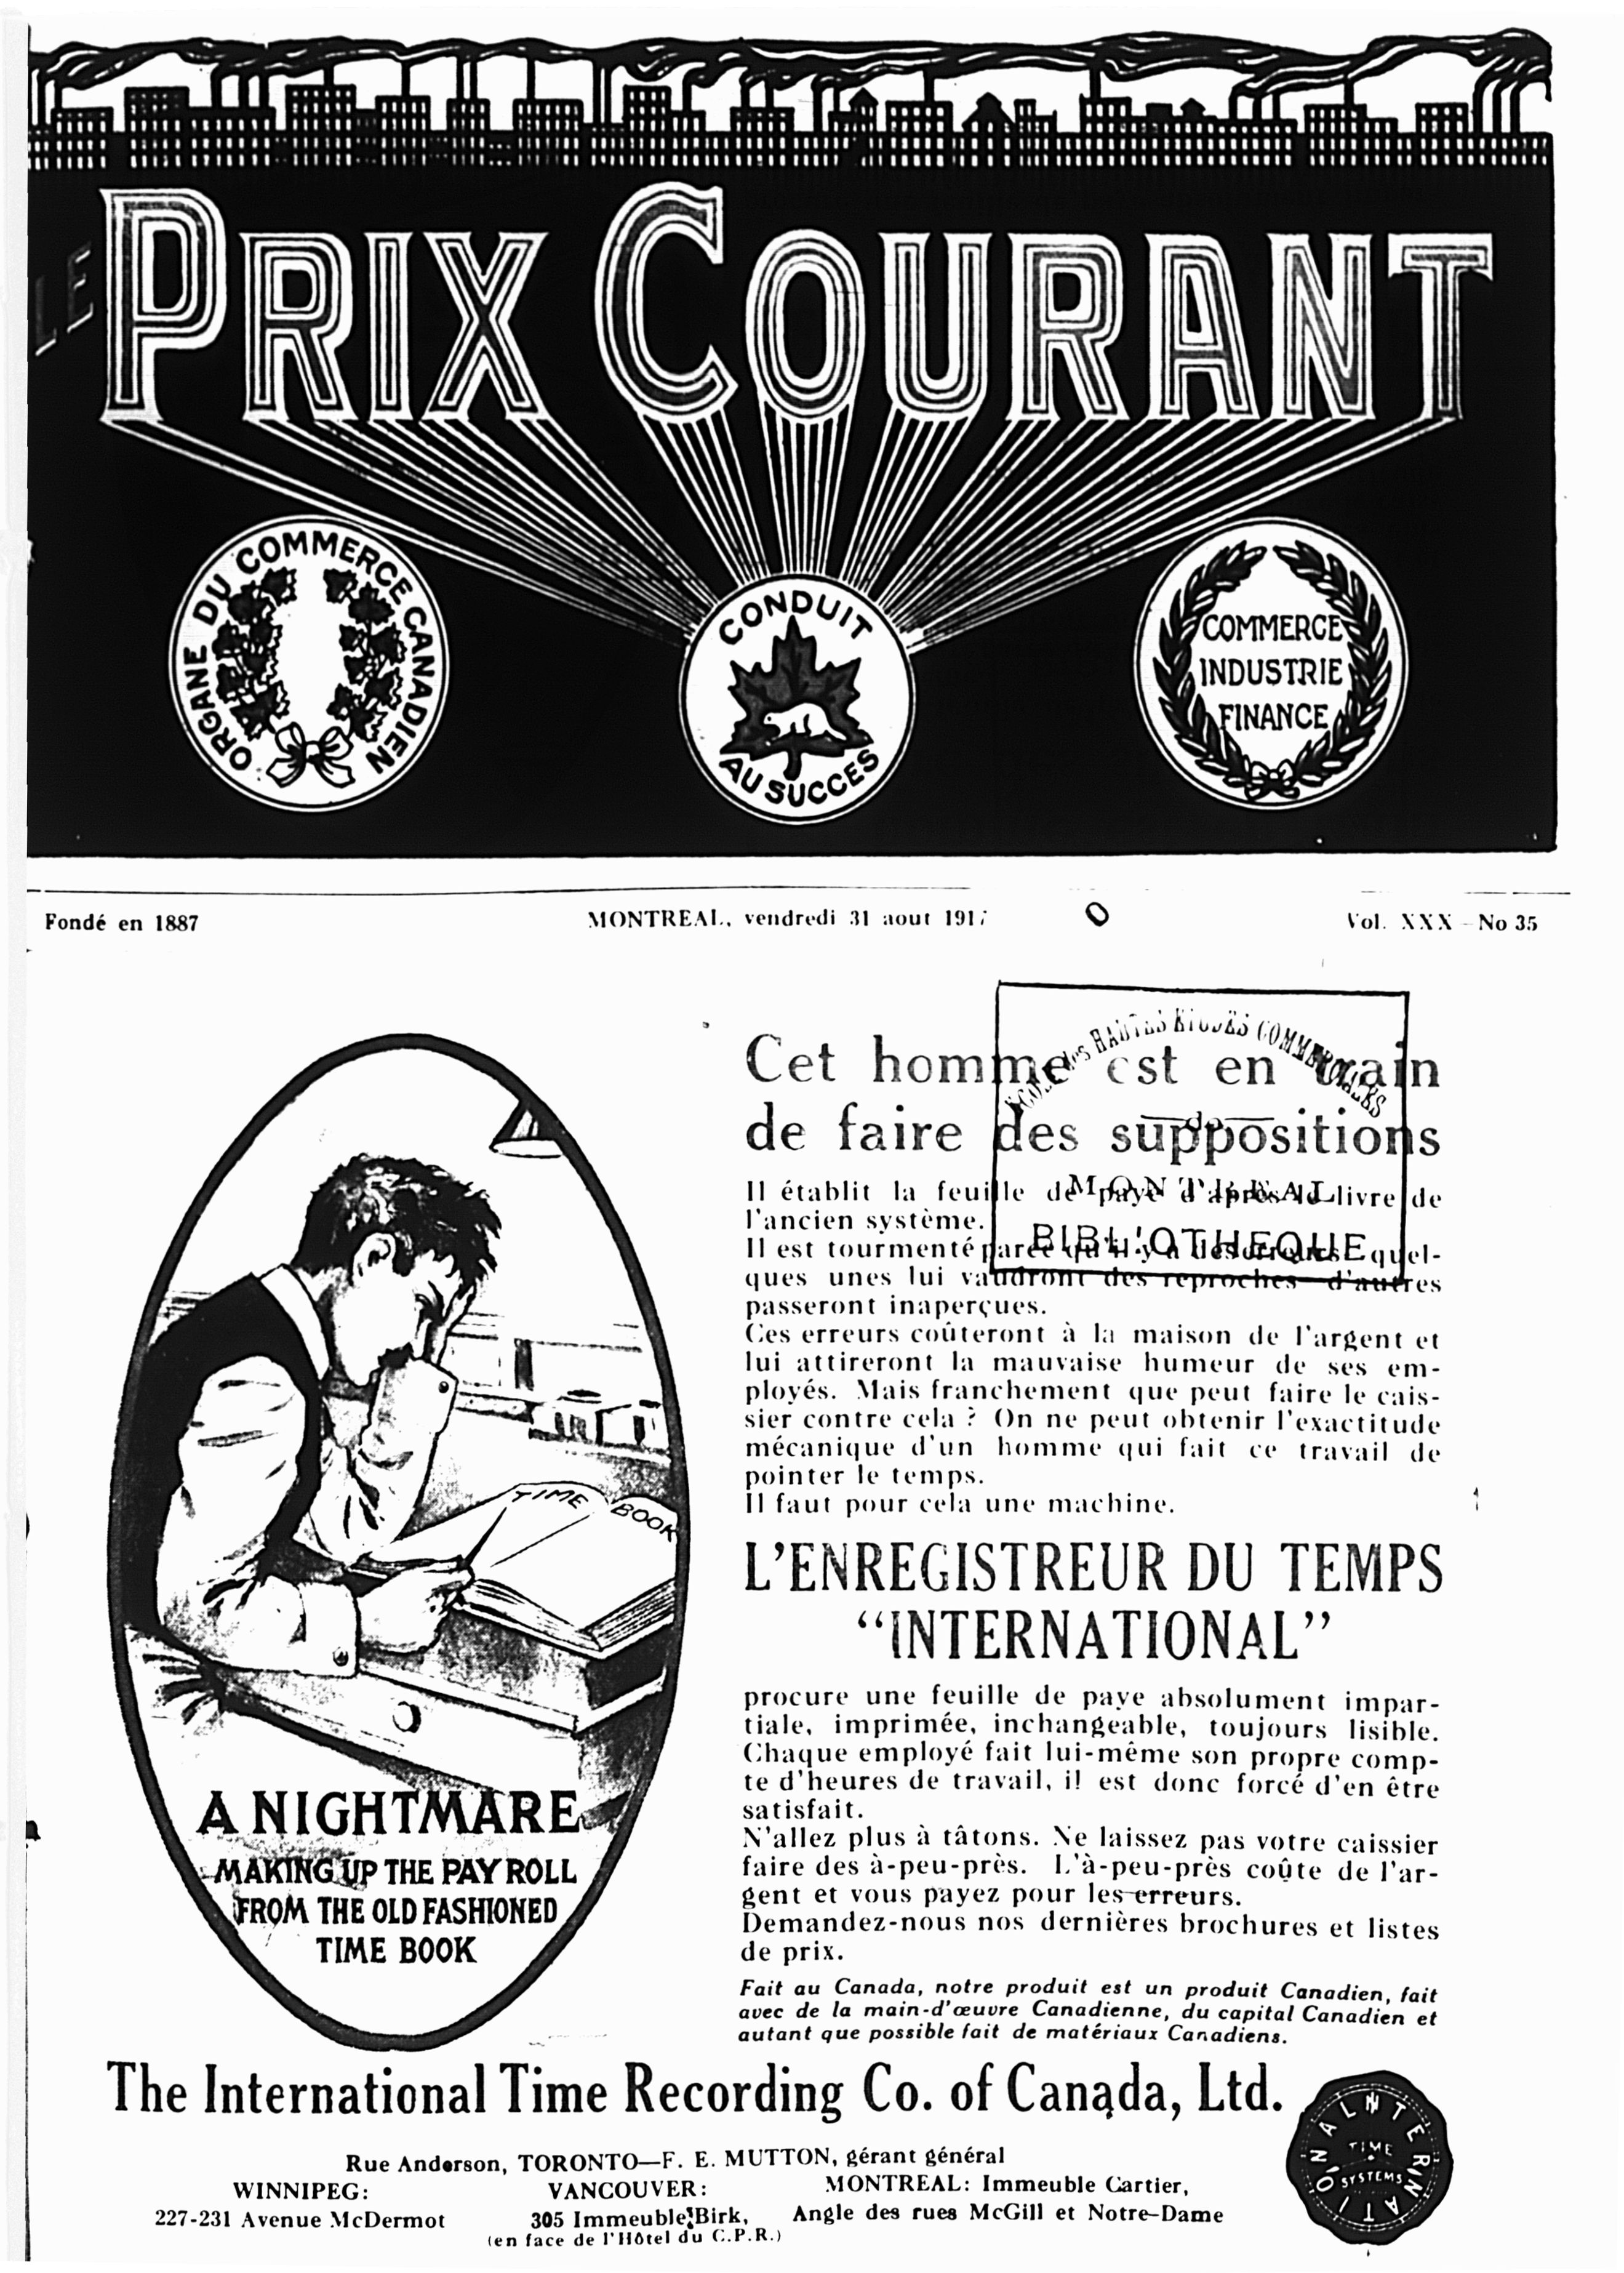 LE PRIX COURANT
ORGANE DU COMMERCE CANADIEN
CONDUIT
AU SUCCES
COMMERCE
INDUSTRIE
FINANCE
Fondé en 1887
MONTREAL, vendredi 31 aout 1917
Vol. XXX — No 35
ECOLE des HAUTES ETUDES COMMERCIALES
de
MONTREAL
BIBLIOTHEQUE
Cet homme est en train
de faire des suppositions
Il établit la feuille de paye d'après le livre de
l'ancien système.
Il est tourmenté parce qu'il y a des erreurs quel-
ques unes lui vaudront des reproches d'autres
passeront inaperçues.
Ces erreurs coûteront à la maison de l'argent et
lui attireront la mauvaise humeur de ses em-
ployés. Mais franchement que peut faire le cais-
sier contre cela ? On ne peut obtenir l'exactitude
mécanique d'un homme qui fait ce travail de
pointer le temps.
Il faut pour cela une machine.
L'ENREGISTREUR DU TEMPS
“INTERNATIONAL”
procure une feuille de paye absolument impar-
tiale, imprimée, inchangeable, toujours lisible.
Chaque employé fait lui-même son propre comp-
te d'heures de travail, il est donc forcé d'en être
satisfait.
N'allez plus à tâtons. Ne laissez pas votre caissier
faire des à-peu-près. L'à-peu-près coûte de l'ar-
gent et vous payez pour les erreurs.
Demandez-nous nos dernières brochures et listes
de prix.
Fait au Canada, notre produit est un produit Canadien, fait
avec de la main-d'œuvre Canadienne, du capital Canadien et
autant que possible fait de matériaux Canadiens.
TIME BOOK
A NIGHTMARE
MAKING UP THE PAY ROLL
FROM THE OLD FASHIONED
TIME BOOK
The International Time Recording Co. of Canada, Ltd.
Rue Anderson, TORONTO—F. E. MUTTON, gérant général
WINNIPEG:
227-231 Avenue McDermot
VANCOUVER:
305 Immeuble Birk,
(en face de l'Hôtel du C.P.R.)
MONTREAL: Immeuble Cartier,
Angle des rues McGill et Notre-Dame
INTERNATIONAL
TIME
SYSTEMS